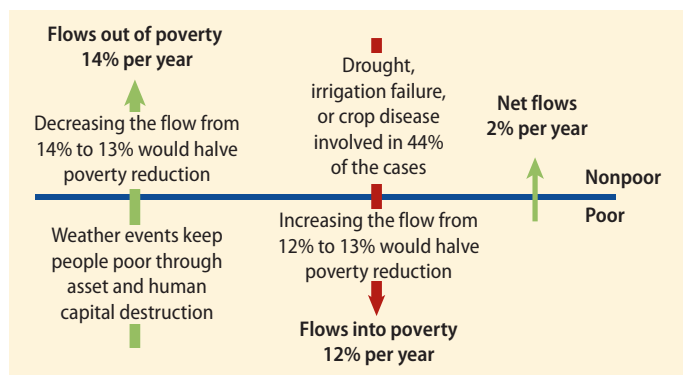 Flows out of poverty
14% per year
Decreasing the flow from
14% to 13% would halve
poverty reduction
Weather events keep
people poor through
asset and human
capital destruction
Drought,
irrigation failure,
or crop disease
involved in 44%
of the cases
Increasing the flow from
12% to 13% would halve
poverty reduction
Flows into poverty
12% per year
Net flows
2% per year
Nonpoor
Poor